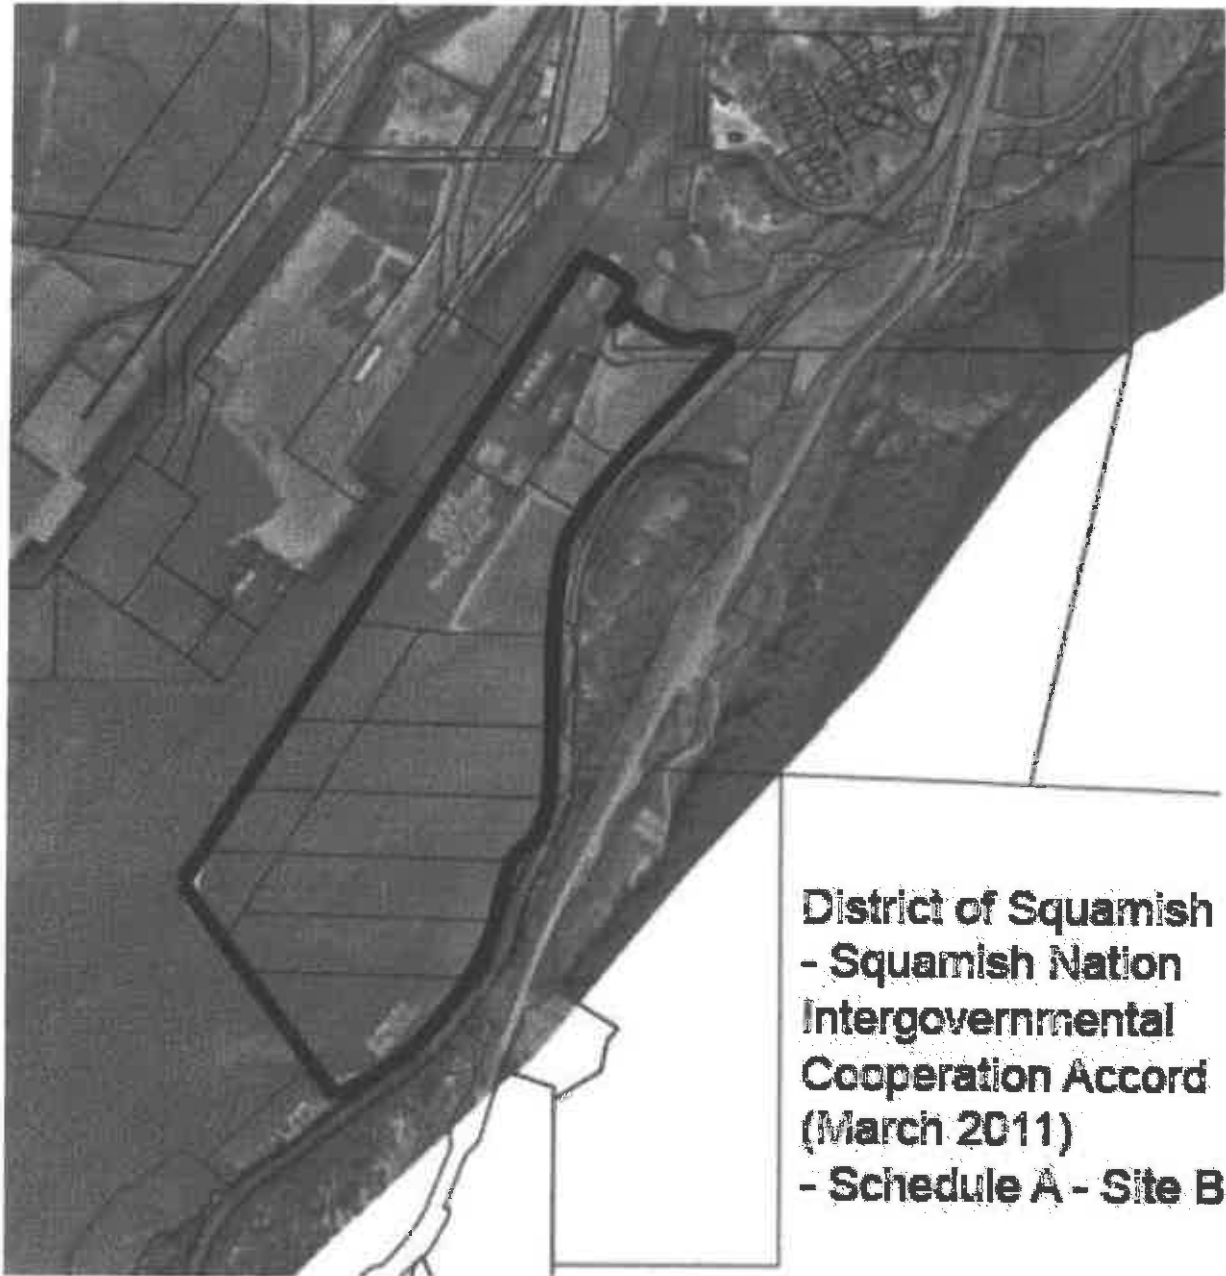 District of Squamish
- Squamish Nation
Intergovernmental
Cooperation Accord
(March 2011)
- Schedule A - Site B